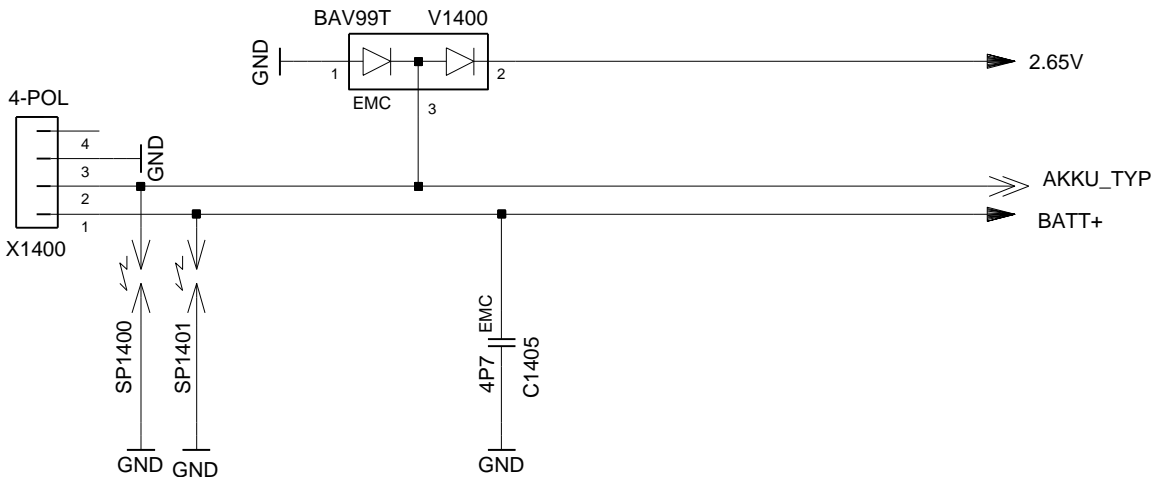 BAV99T V1400
GND
1
2
2.65V
EMC
3
4-POL
4
GND
3
2
AKKU_TYP
1
BATT+
X1400
SP1400
SP1401
EMC
4P7
C1405
GND
GND
GND